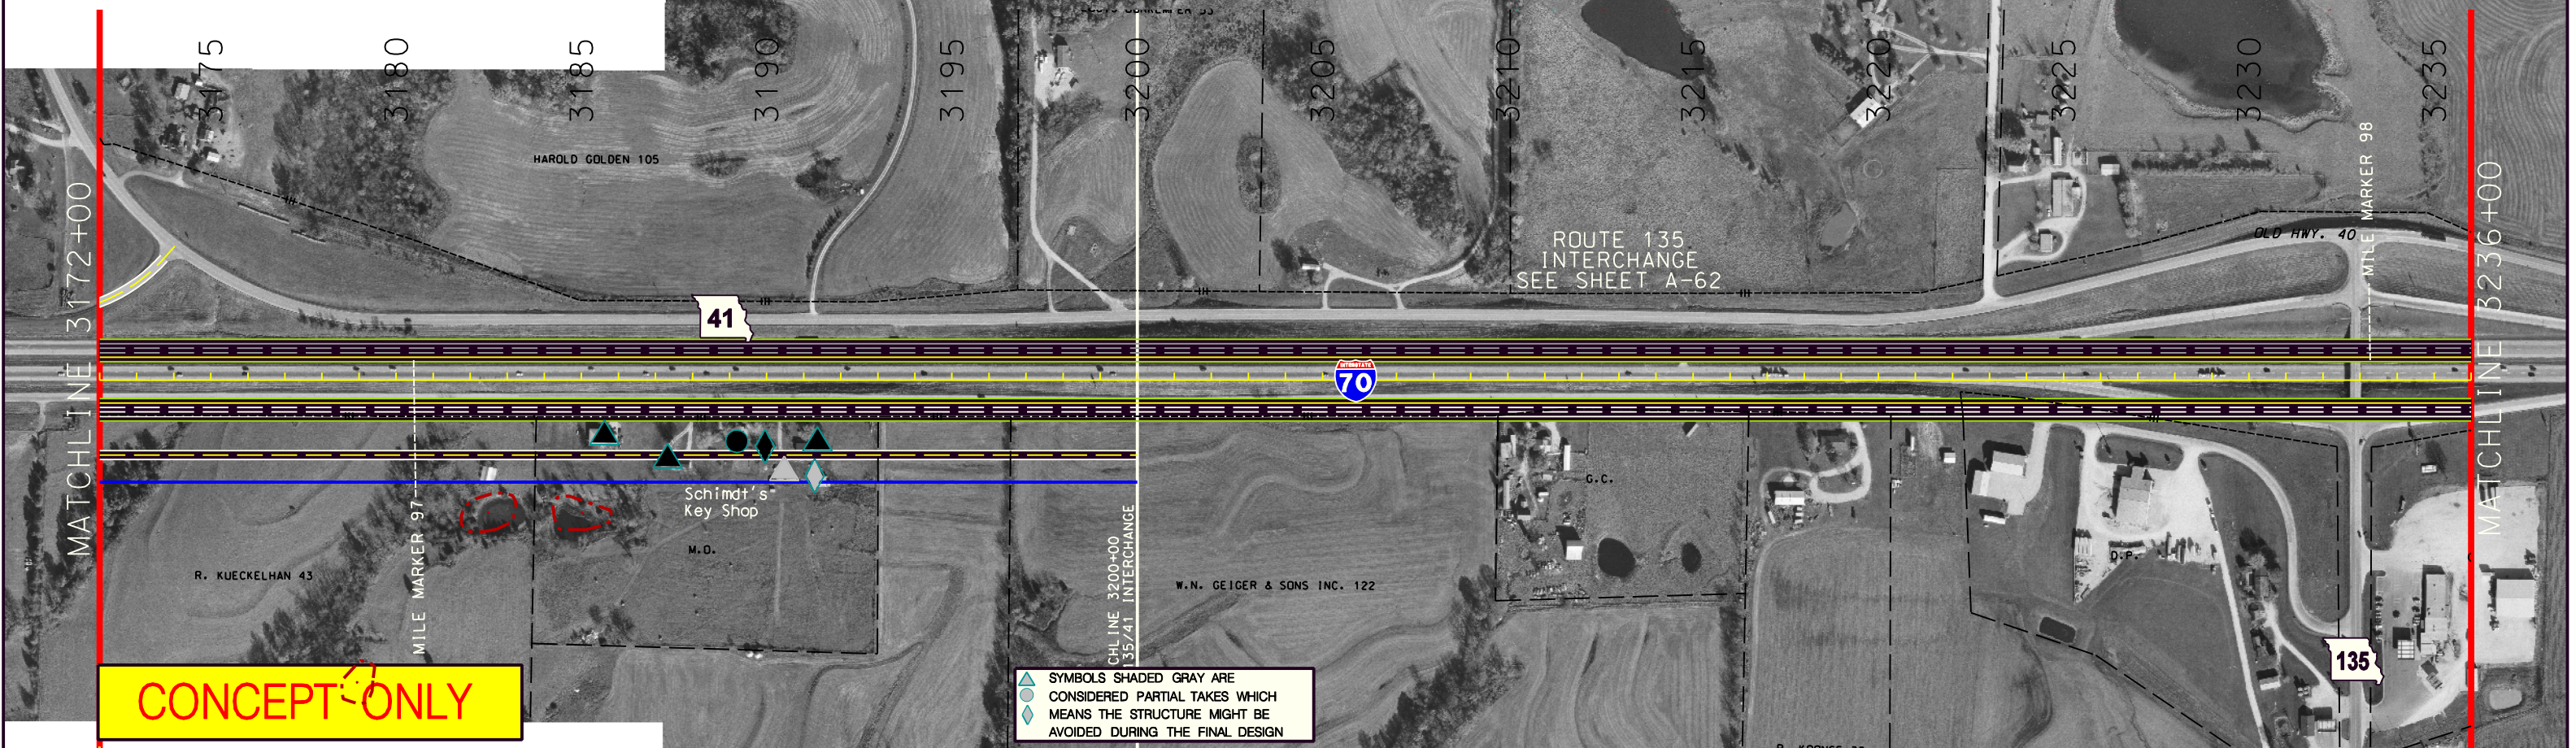 3175
3180
3185
3190
3195
3200
3205
3210
3215
3220
3225
3230
3235
MATCHLINE 3172+00
HAROLD GOLDEN 105
41
ROUTE 135
INTERCHANGE
SEE SHEET A-62
OLD HWY. 40
MILE MARKER 98
MATCHLINE 3236+00
INTERSTATE
70
MILE MARKER 97
Schimdt's
Key Shop
M.O.
R. KUECKELHAN 43
CHLINE 3200+00
135/41 INTERCHANGE
W.N. GEIGER & SONS INC. 122
G.C.
D.P.
135
CONCEPT ONLY
SYMBOLS SHADED GRAY ARE
CONSIDERED PARTIAL TAKES WHICH
MEANS THE STRUCTURE MIGHT BE
AVOIDED DURING THE FINAL DESIGN